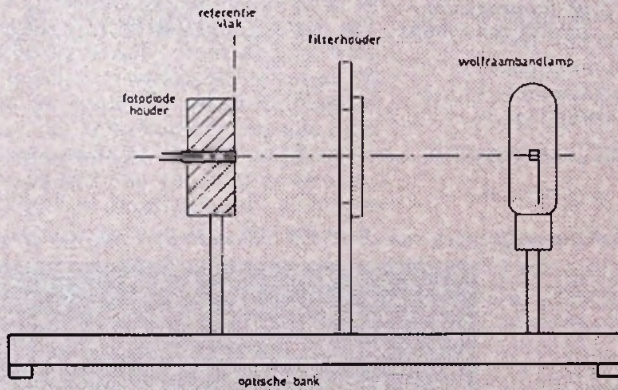 referentie
vlak
filterhouder
wolfraambandlamp
fotodiode
houder
optische bank